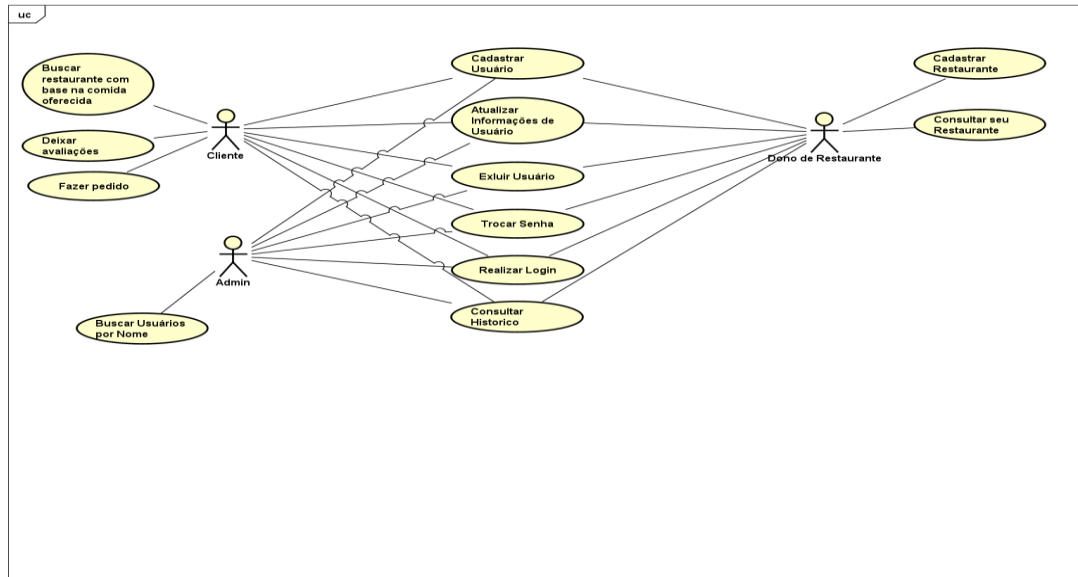 uc
Buscar
restaurante com
base na comida
oferecida
Deixar
avaliações
Fazer pedido
Cliente
Admin
Buscar Usuários
por Nome
Cadastrar
Usuário
Atualizar
Informações de
Usuário
Exluir Usuário
Trocar Senha
Realizar Login
Consultar
Historico
Dono de Restaurante
Cadastrar
Restaurante
Consultar seu
Restaurante